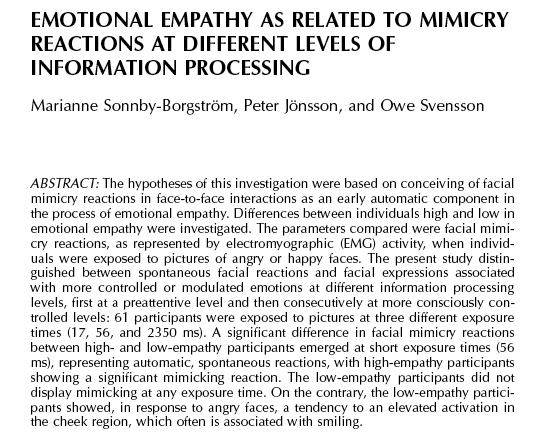 EMOTIONAL EMPATHY AS RELATED TO MIMICRY
REACTIONS AT DIFFERENT LEVELS OF
INFORMATION PROCESSING
Marianne Sonnby-Borgström, Peter Jönsson, and Owe Svensson
ABSTRACT: The hypotheses of this investigation were based on conceiving of facial
mimicry reactions in face-to-face interactions as an early automatic component in
the process of emotional empathy. Differences between individuals high and low in
emotional empathy were investigated. The parameters compared were facial mimi-
cry reactions, as represented by electromyographic (EMG) activity, when individ-
uals were exposed to pictures of angry or happy faces. The present study distin-
guished between spontaneous facial reactions and facial expressions associated
with more controlled or modulated emotions at different information processing
levels, first at a preattentive level and then consecutively at more consciously con-
trolled levels: 61 participants were exposed to pictures at three different exposure
times (17, 56, and 2350 ms). A significant difference in facial mimicry reactions
between high- and low-empathy participants emerged at short exposure times (56
ms), representing automatic, spontaneous reactions, with high-empathy participants
showing a significant mimicking reaction. The low-empathy participants did not
display mimicking at any exposure time. On the contrary, the low-empathy partici-
pants showed, in response to angry faces, a tendency to an elevated activation in
the cheek region, which often is associated with smiling.